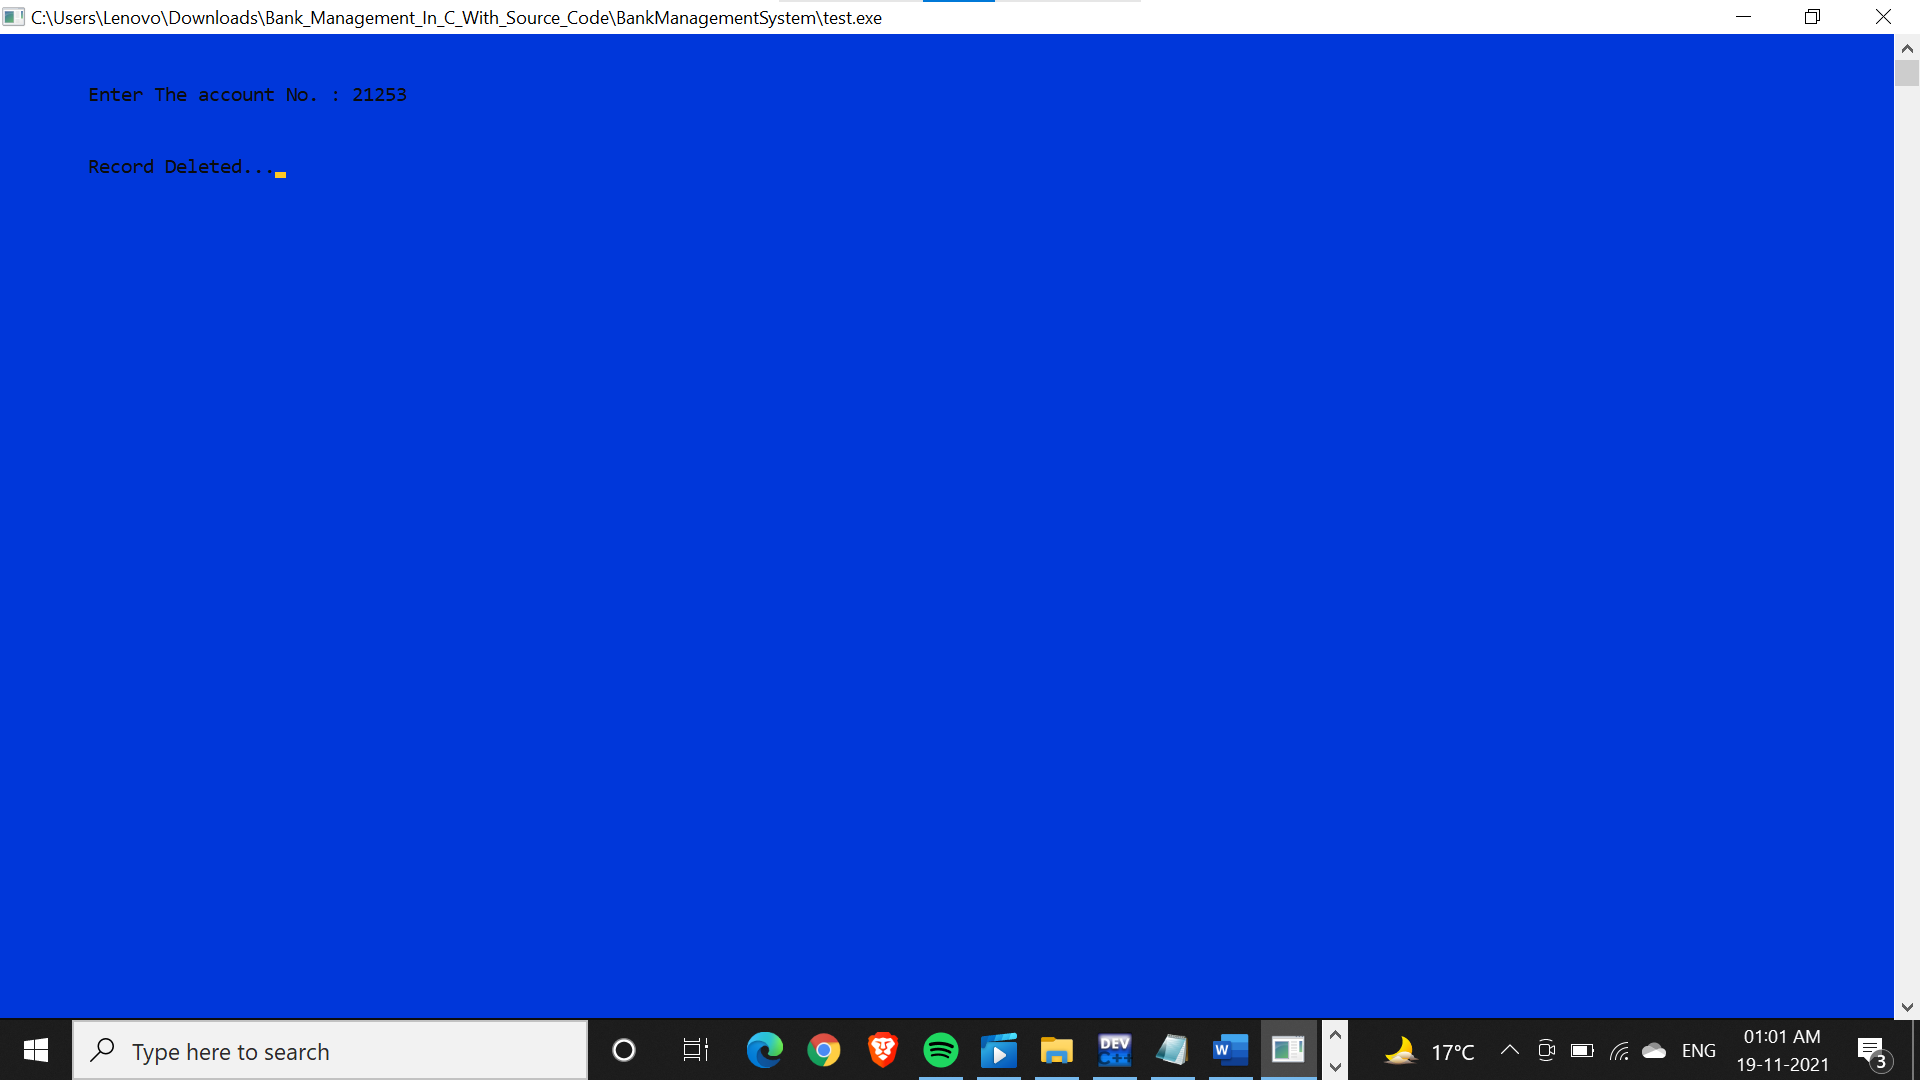 C:\Users\Lenovo\Downloads\Bank_Management_In_C_With_Source_Code\BankManagementSystem\test.exe
Enter The account No. : 21253
Record Deleted...
Type here to search
DEV
C++
W
17°C
ENG
01:01 AM
19-11-2021
3